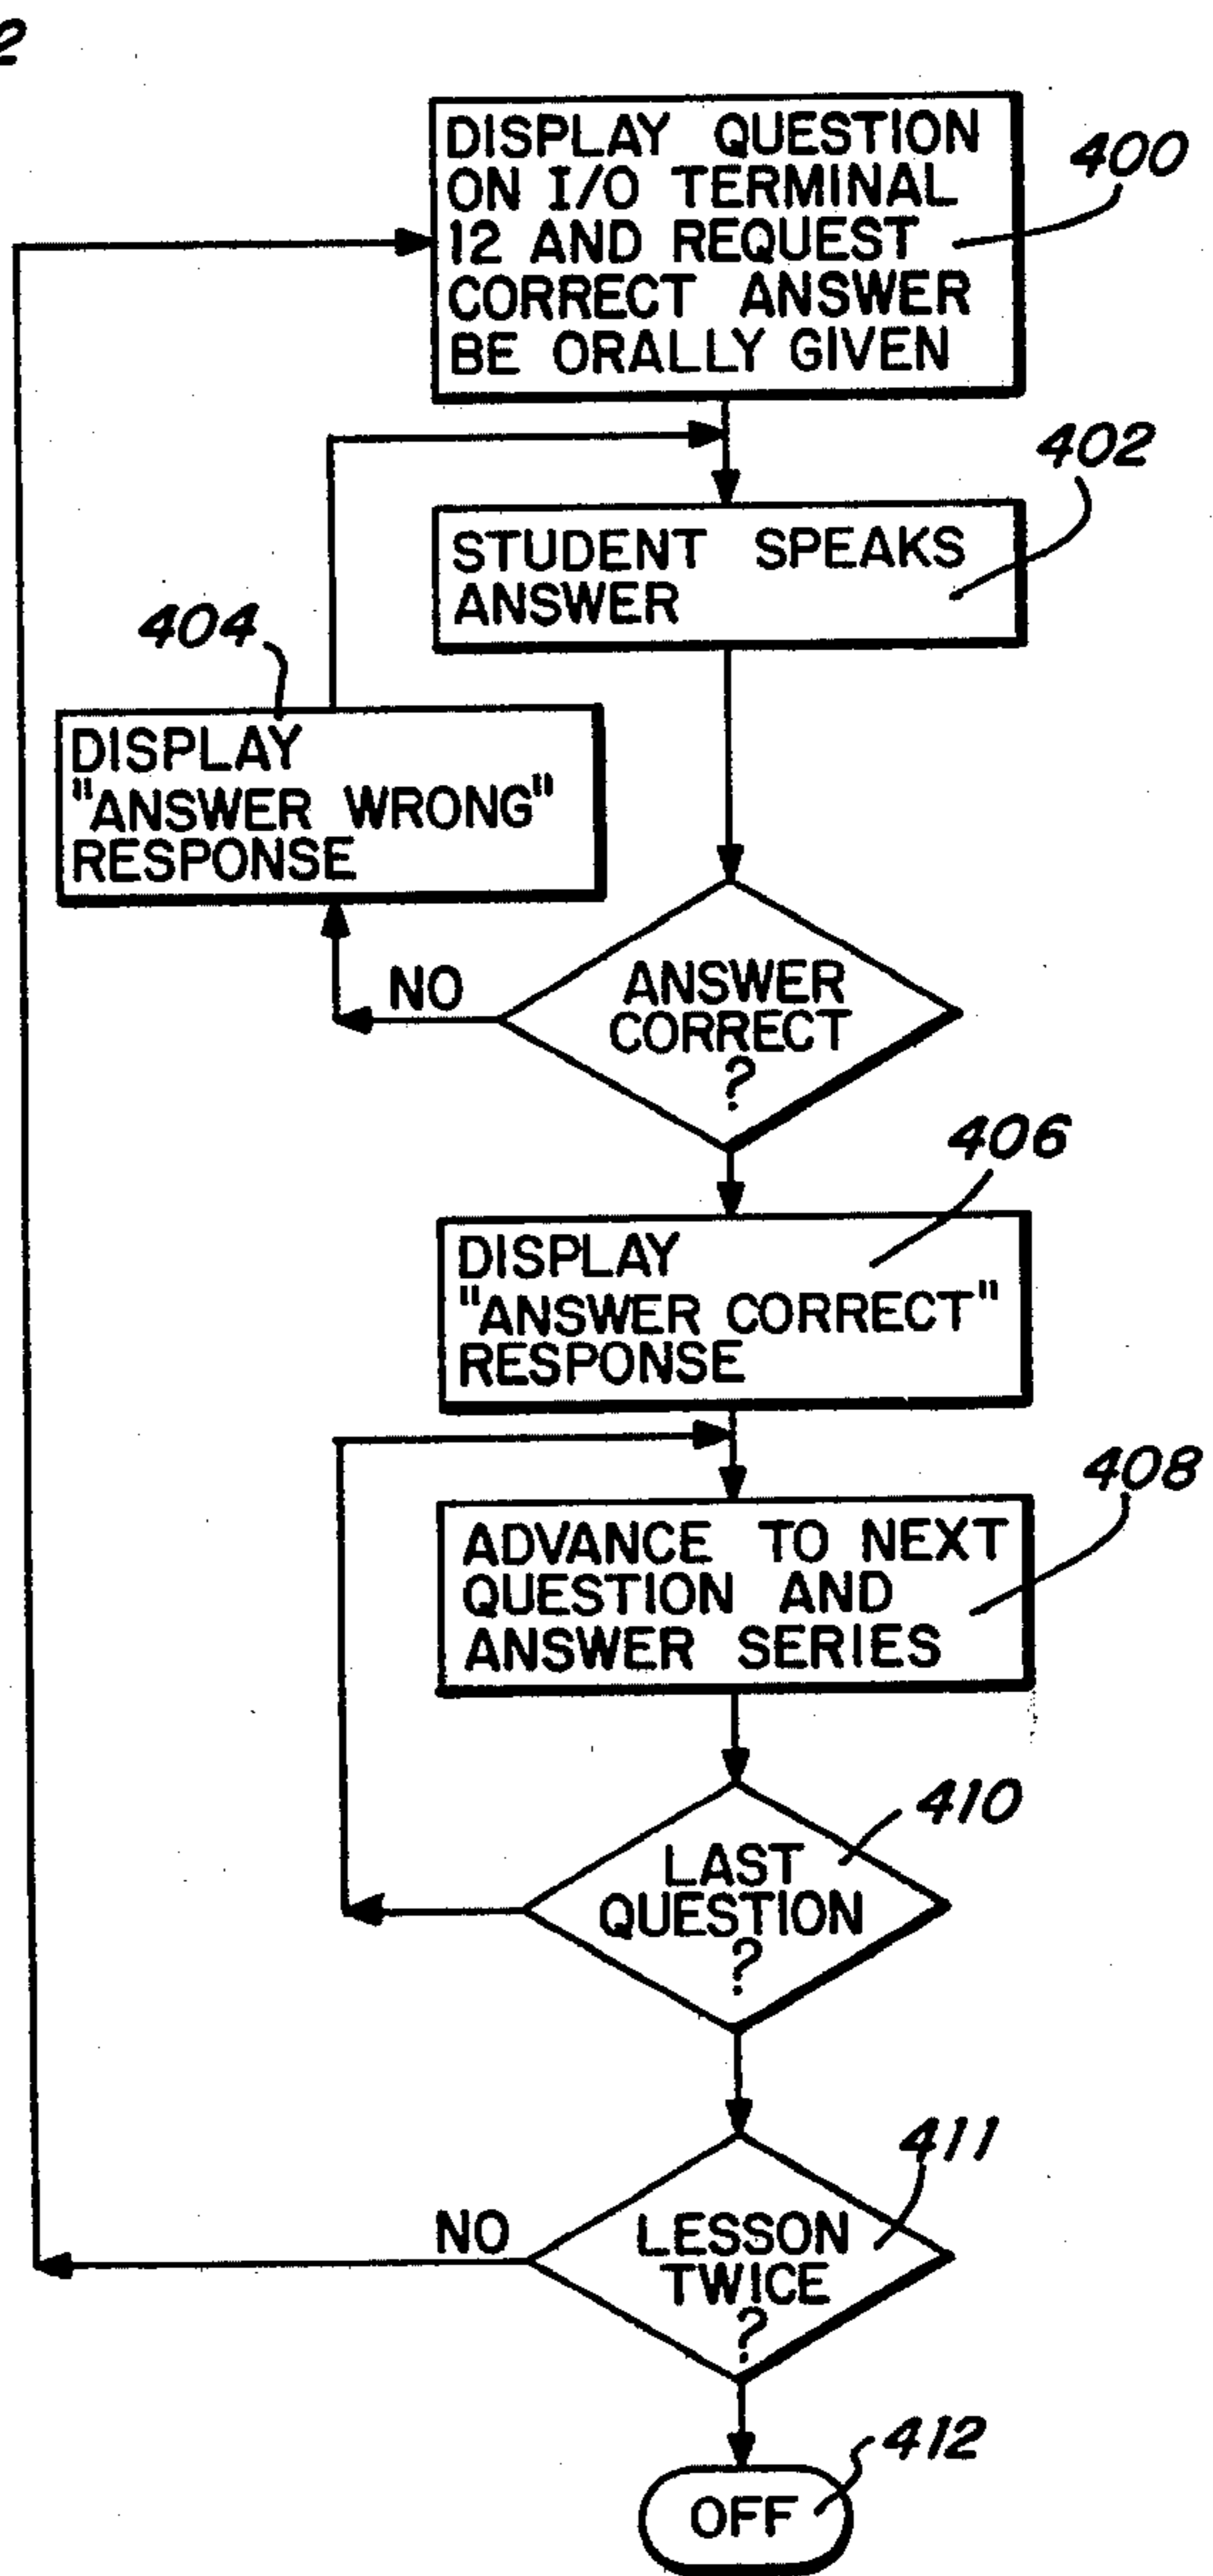 2
DISPLAY QUESTION
ON I/O TERMINAL
12 AND REQUEST
CORRECT ANSWER
BE ORALLY GIVEN
400
402
STUDENT SPEAKS
ANSWER
404
DISPLAY
"ANSWER WRONG"
RESPONSE
NO
ANSWER
CORRECT
?
406
DISPLAY
"ANSWER CORRECT"
RESPONSE
408
ADVANCE TO NEXT
QUESTION AND
ANSWER SERIES
410
LAST
QUESTION
?
411
NO
LESSON
TWICE
?
412
OFF